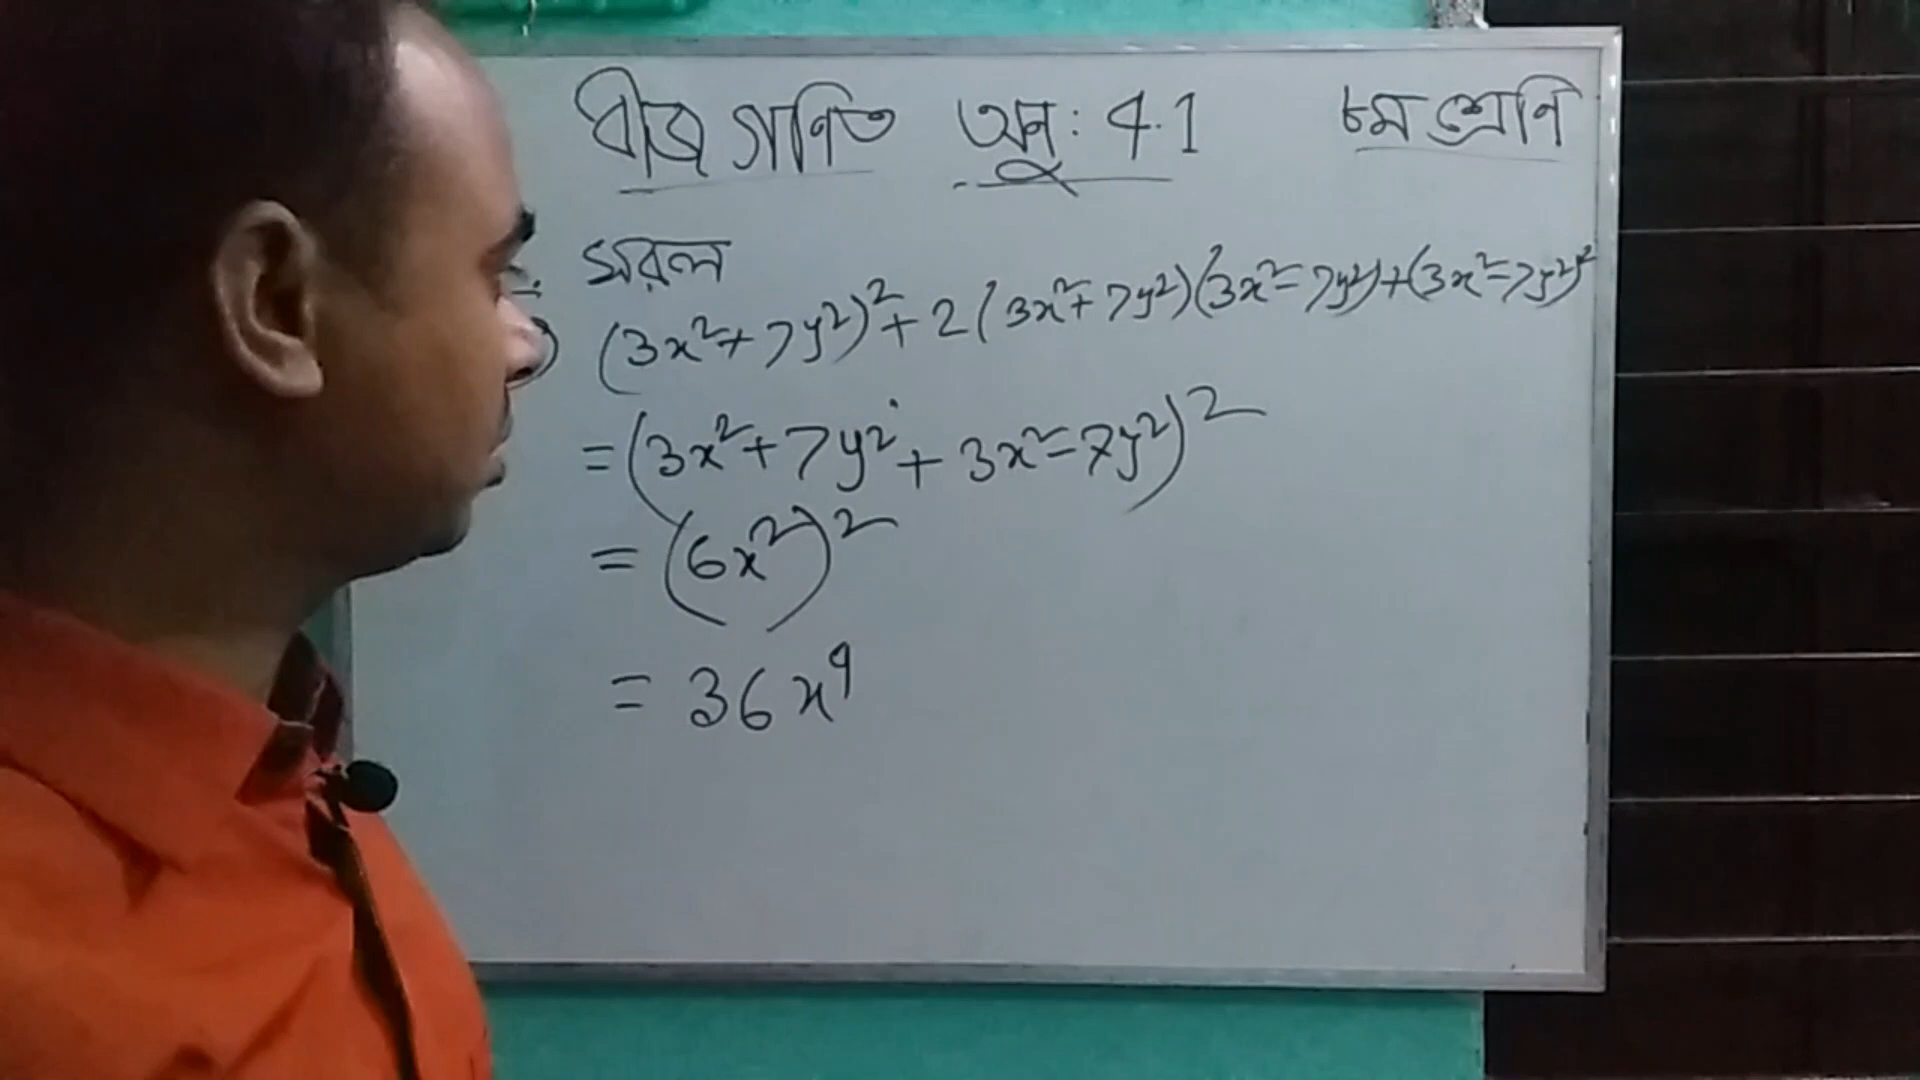 বীজ গণিত অনু: 4.1 ৮ম শ্রেণি
সরল
(3x²+7y²)²+2(3x²+7y²)(3x²-7y²)+(3x²-7y²)²
=(3x²+7y²+3x²-7y²)²
=(6x²)²
= 36x⁴